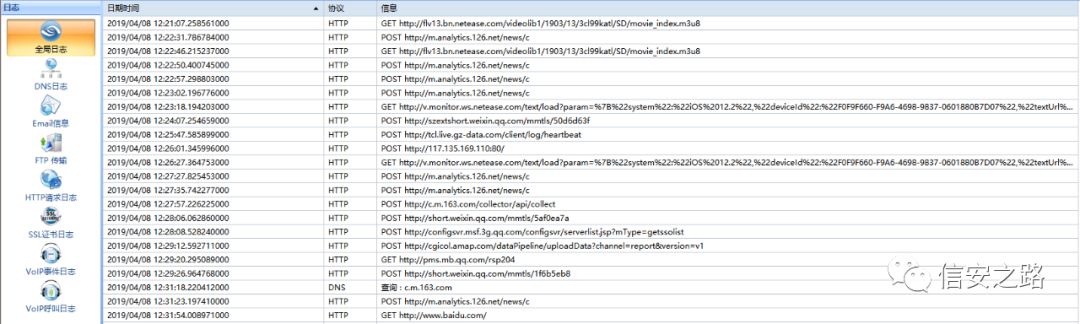 日志
日期时间 协议 信息
全局日志
DNS日志
Email信息
FTP 传输
HTTP请求日志
SSL证书日志
VoIP事件日志
VoIP呼叫日志
2019/04/08 12:21:07.258561000 HTTP GET http://flv13.bn.netease.com/videolib1/1903/13/3cl99katl/SD/movie_index.m3u8
2019/04/08 12:22:31.786784000 HTTP POST http://m.analytics.126.net/news/c
2019/04/08 12:22:46.215237000 HTTP GET http://flv13.bn.netease.com/videolib1/1903/13/3cl99katl/SD/movie_index.m3u8
2019/04/08 12:22:50.400745000 HTTP POST http://m.analytics.126.net/news/c
2019/04/08 12:22:57.298803000 HTTP POST http://m.analytics.126.net/news/c
2019/04/08 12:23:02.196776000 HTTP POST http://m.analytics.126.net/news/c
2019/04/08 12:23:18.194203000 HTTP GET http://v.monitor.ws.netease.com/text/load?param=%7B%22system%22:%22iOS%2012.2%22,%22deviceId%22:%22F0F9F660-F9A6-4698-9837-0601880B7D07%22,%22textUrl%...
2019/04/08 12:24:07.254659000 HTTP POST http://szextshort.weixin.qq.com/mmtls/50d6d63f
2019/04/08 12:25:47.585899000 HTTP POST http://tcl.live.gz-data.com/client/log/heartbeat
2019/04/08 12:26:01.345996000 HTTP POST http://117.135.169.110:80/
2019/04/08 12:26:27.364753000 HTTP GET http://v.monitor.ws.netease.com/text/load?param=%7B%22system%22:%22iOS%2012.2%22,%22deviceId%22:%22F0F9F660-F9A6-4698-9837-0601880B7D07%22,%22textUrl%...
2019/04/08 12:27:27.825453000 HTTP POST http://m.analytics.126.net/news/c
2019/04/08 12:27:35.742277000 HTTP POST http://m.analytics.126.net/news/c
2019/04/08 12:27:57.226425000 HTTP POST http://c.m.163.com/collector/api/collect
2019/04/08 12:28:06.062860000 HTTP POST http://short.weixin.qq.com/mmtls/5af0ea7a
2019/04/08 12:28:08.528240000 HTTP POST http://configsvr.msf.3g.qq.com/configsvr/serverlist.jsp?mType=getssolist
2019/04/08 12:29:12.592711000 HTTP POST http://cgicol.amap.com/dataPipeline/uploadData?channel=report&version=v1
2019/04/08 12:29:20.295089000 HTTP GET http://pms.mb.qq.com/rsp204
2019/04/08 12:29:26.964768000 HTTP POST http://short.weixin.qq.com/mmtls/1f6b5eb8
2019/04/08 12:31:18.220412000 DNS 查询 : c.m.163.com
2019/04/08 12:31:23.197410000 HTTP POST http://m.analytics.126.net/news/c
2019/04/08 12:31:54.008971000 HTTP GET http://www.baidu.com/
信安之路